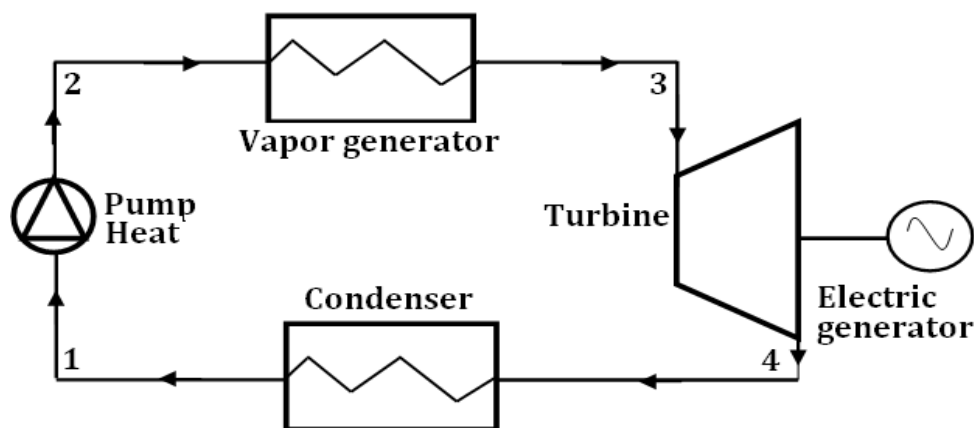 2
3
Vapor generator
Pump
Heat
Turbine
Condenser
Electric
generator
1
4